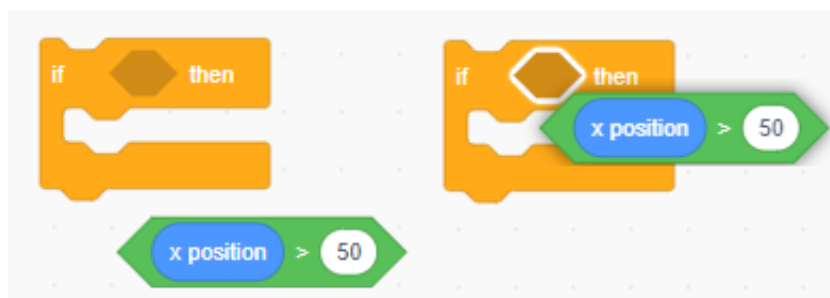 if then
x position > 50
if then
x position > 50